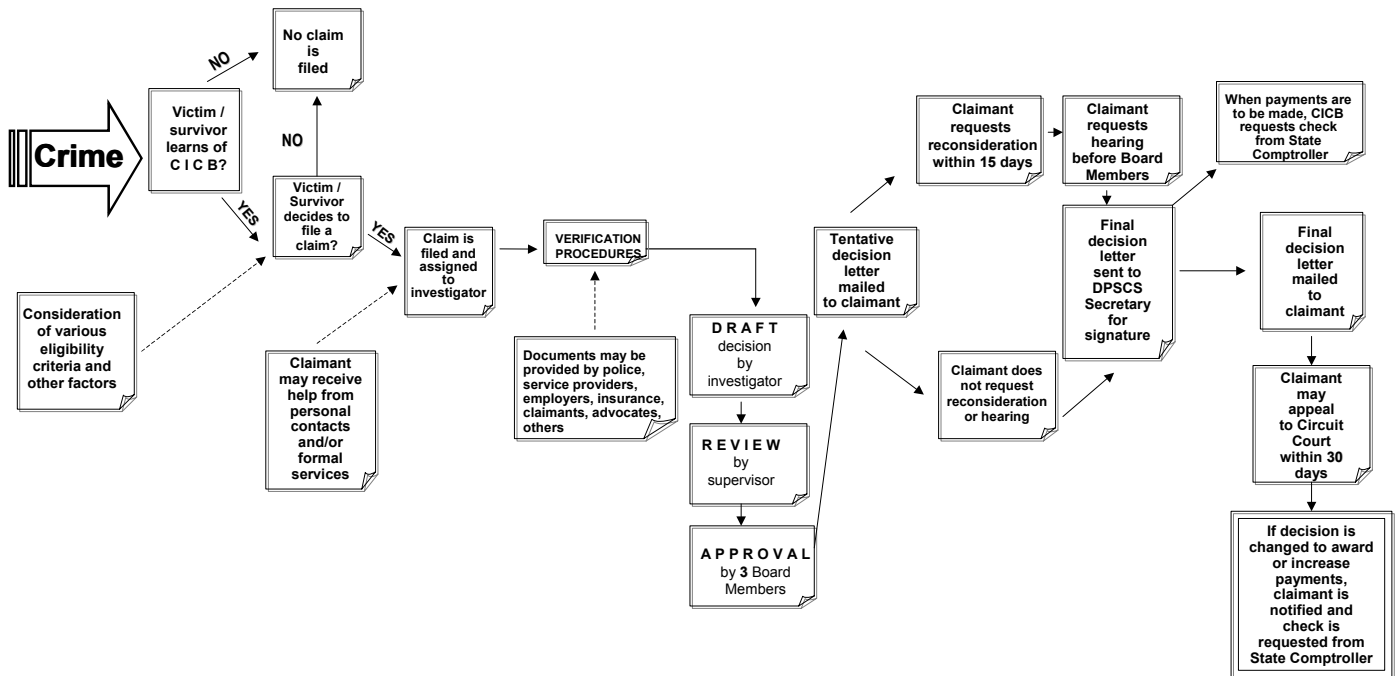 Crime
Victim /
survivor
learns of
C I C B?
NO
No claim
is
filed
YES
NO
Victim /
Survivor
decides to
file a
claim?
Consideration
of various
eligibility
criteria and
other factors
YES
Claim is
filed and
assigned
to
investigator
Claimant
may receive
help from
personal
contacts
and/or
formal
services
VERIFICATION
PROCEDURES
Documents may be
provided by police,
service providers,
employers, insurance,
claimants, advocates,
others
D R A F T
decision
by
investigator
R E V I E W
by
supervisor
A P P R O V A L
by 3 Board
Members
Tentative
decision
letter
mailed
to claimant
Claimant
requests
reconsideration
within 15 days
Claimant
requests
hearing
before Board
Members
Claimant does
not request
reconsideration
or hearing
Final
decision
letter
sent to
DPSCS
Secretary
for
signature
When payments are
to be made, CICB
requests check
from State
Comptroller
Final
decision
letter
mailed
to
claimant
Claimant
may
appeal
to Circuit
Court
within 30
days
If decision is
changed to award
or increase
payments,
claimant is
notified and
check is
requested from
State Comptroller